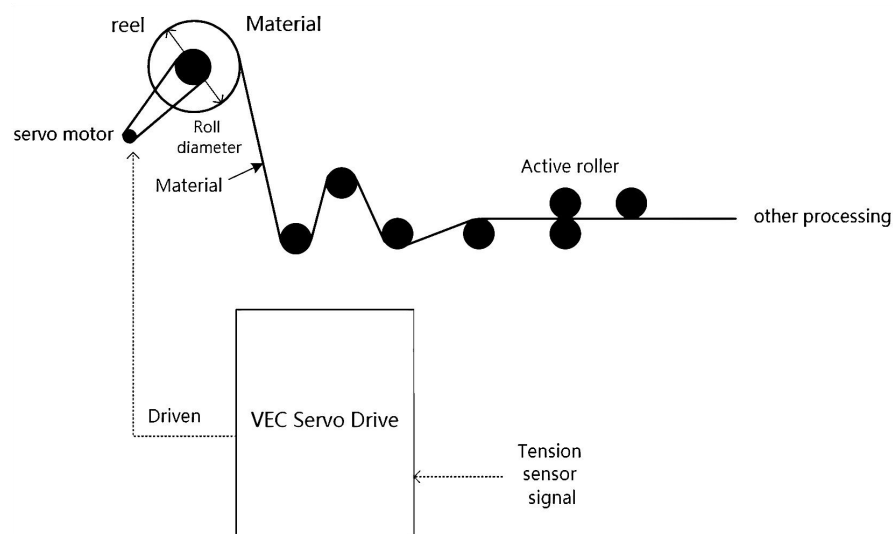 reel
Material
servo motor
Roll
diameter
Material
Active roller
other processing
Driven
VEC Servo Drive
Tension
sensor
signal